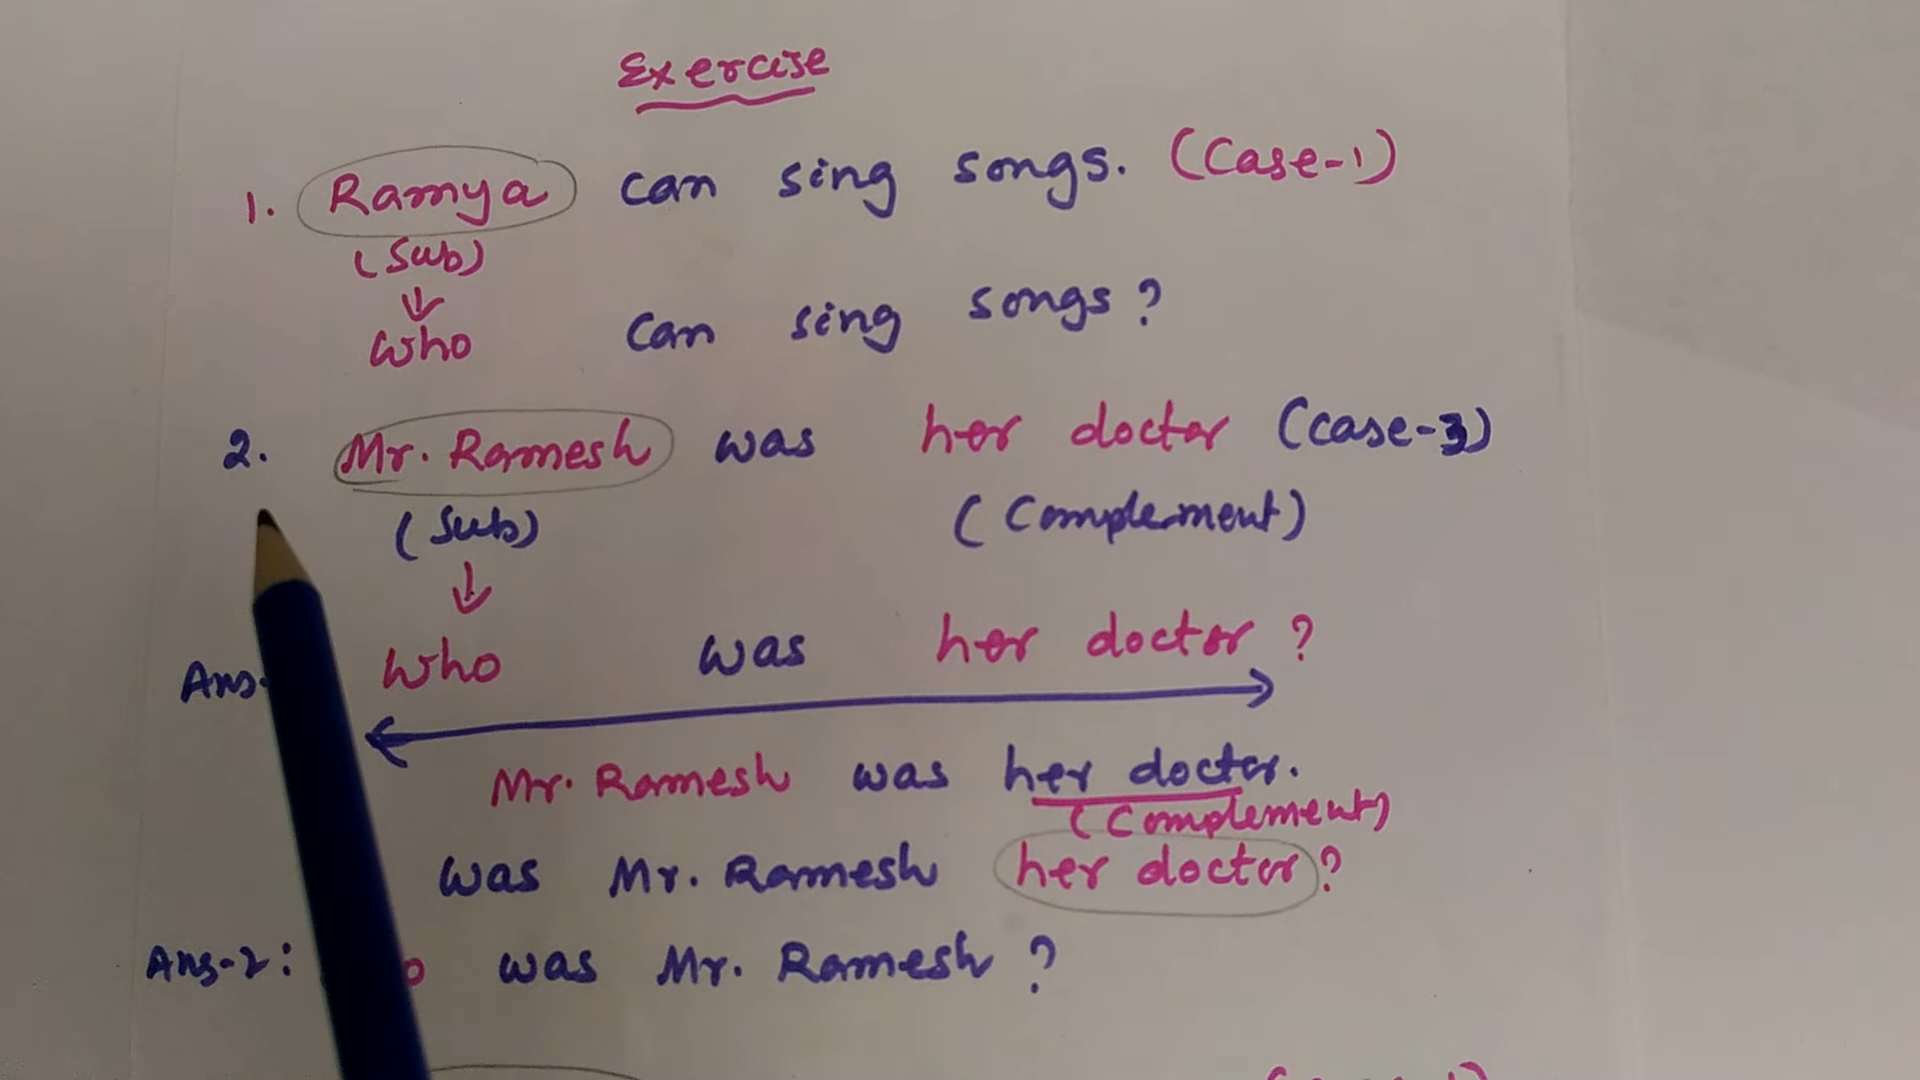 Exercise
1. Ramya can sing songs. (Case-1)
(Sub)
who can sing songs?
2. Mr. Ramesh was her doctor (Case-3)
(Sub) (Complement)
Ans- Who was her doctor?
Mr. Ramesh was her doctor.
(Complement)
was Mr. Ramesh her doctor?
Ans-2: was Mr. Ramesh?